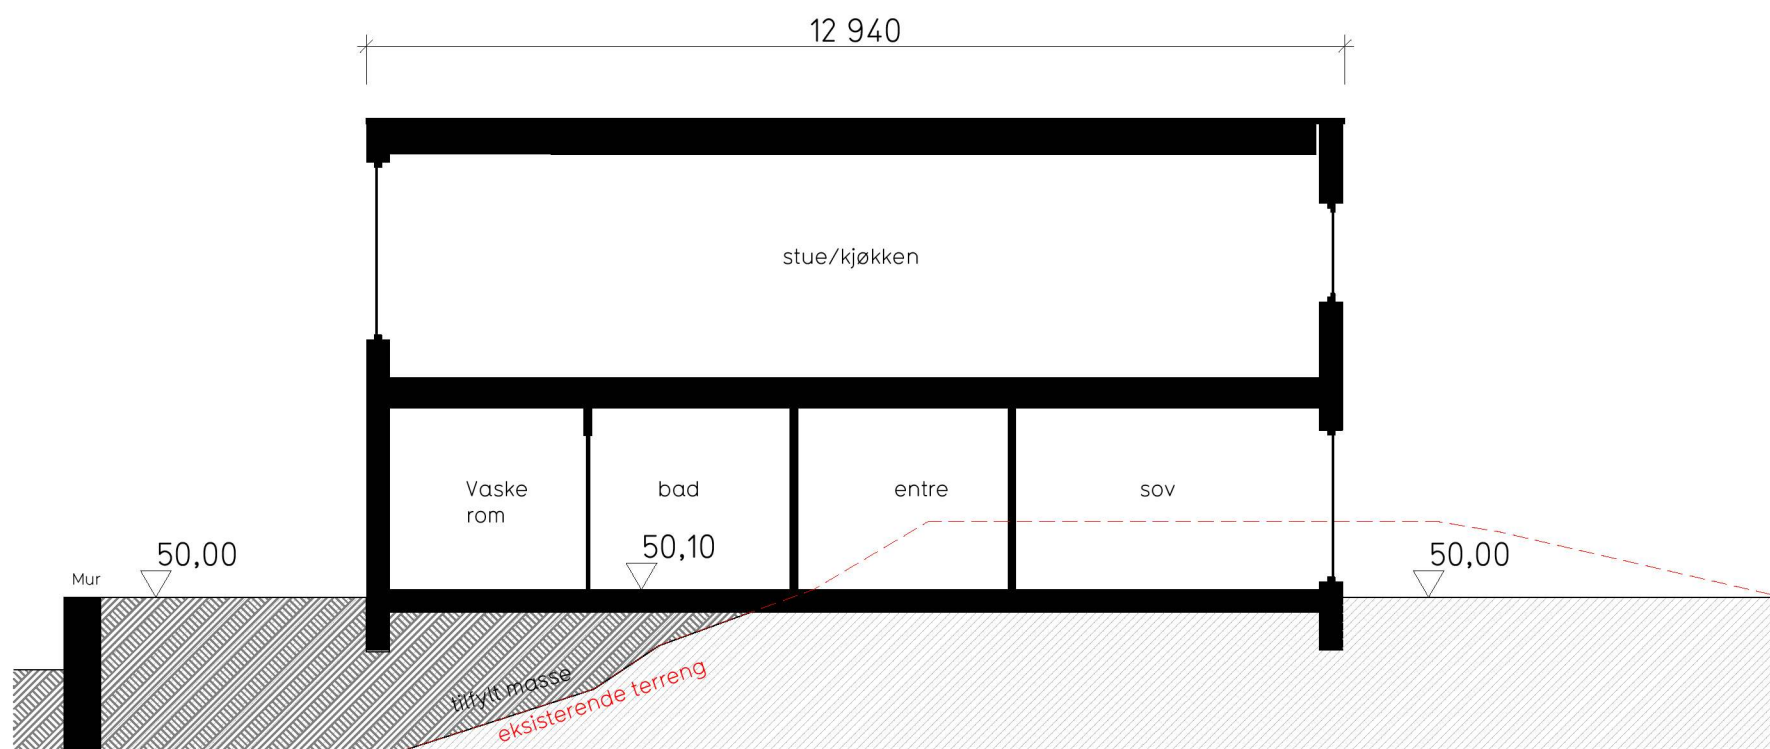 12 940
stue/kjøkken
Vaske
rom
bad
entre
sov
50,00
50,10
50,00
Mur
tilfylt masse
eksisterende terreng